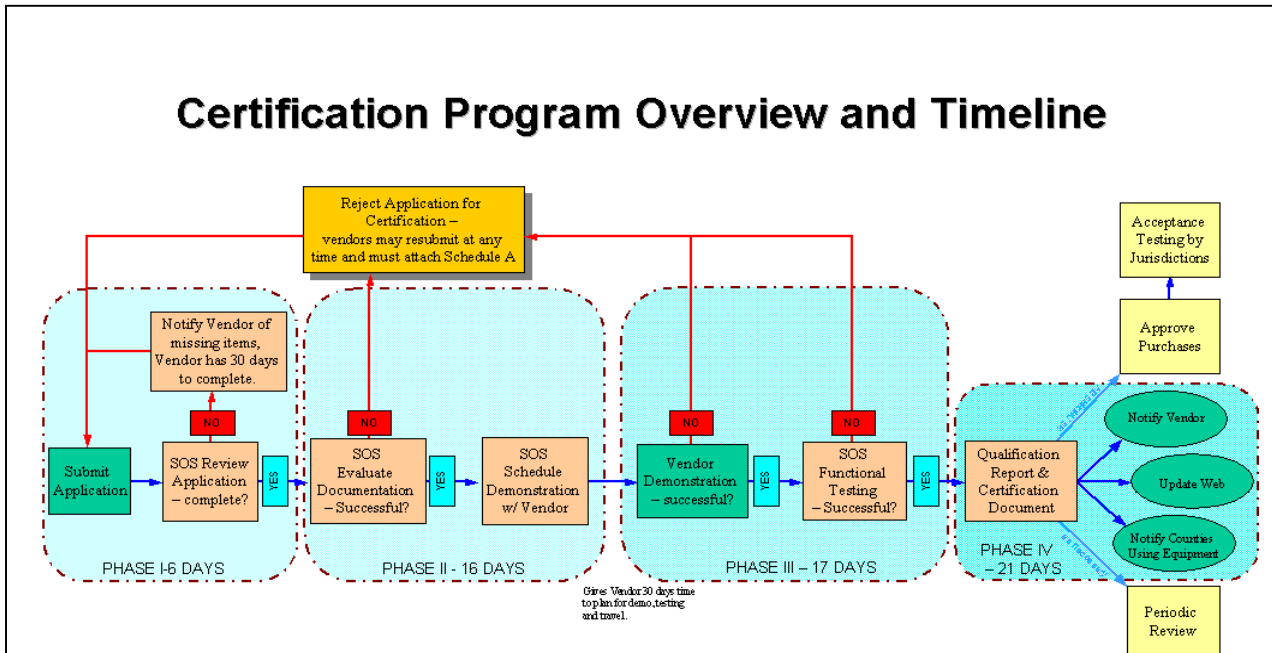 Certification Program Overview and Timeline
Reject Application for
Certification –
vendors may resubmit at any
time and must attach Schedule A
Acceptance
Testing by
Jurisdictions
Notify Vendor of
missing items,
Vendor has 30 days
to complete.
Approve
Purchases
NO
NO
NO
NO
Notify Vendor
Submit
Application
SOS Review
Application
– complete?
YES
SOS
Evaluate
Documentation
– Successful?
YES
SOS
Schedule
Demonstration
w/ Vendor
Vendor
Demonstration
– successful?
YES
SOS
Functional
Testing
– Successful?
YES
Qualification
Report &
Certification
Document
Update Web
Notify Counties
Using Equipment
PHASE I-6 DAYS
PHASE II - 16 DAYS
PHASE III – 17 DAYS
PHASE IV
– 21 DAYS
Gives Vendor 30 days time
to plan for demo, testing
and travel.
Periodic
Review